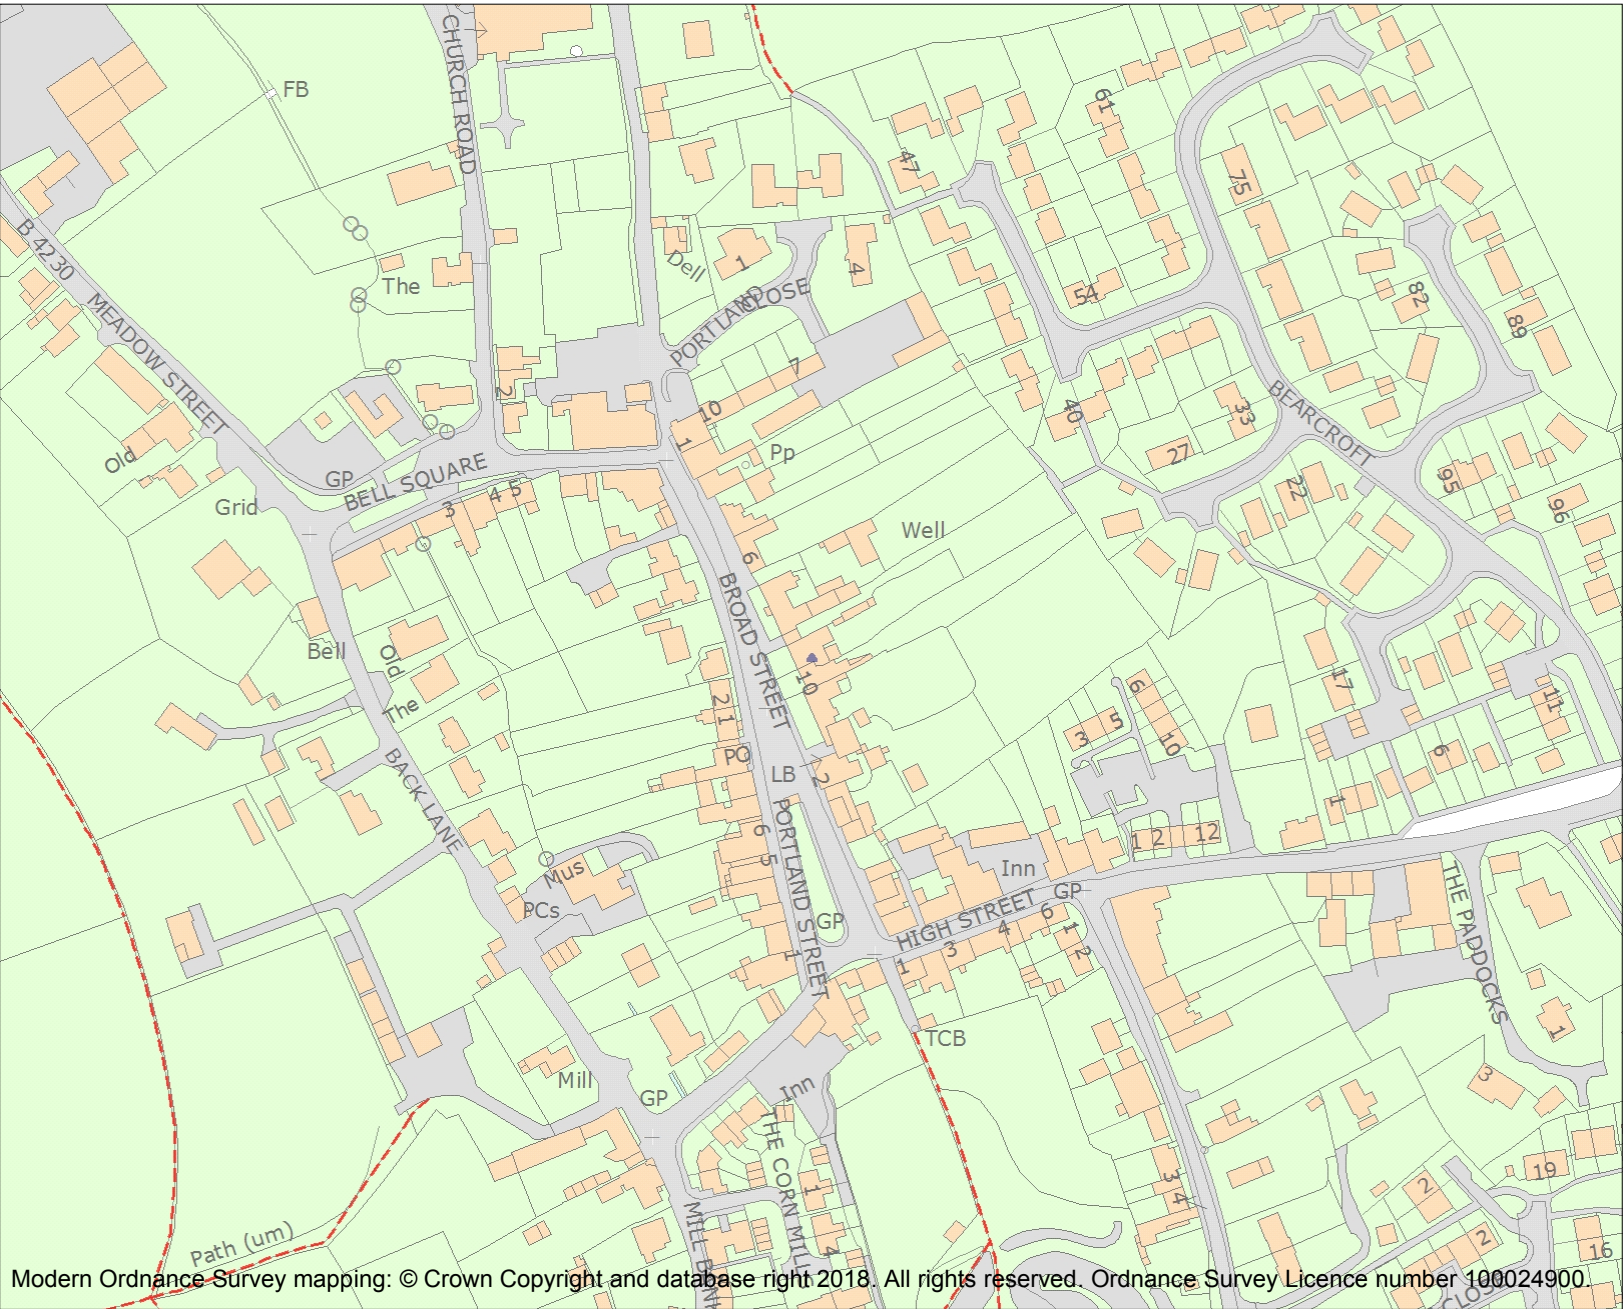 CHURCH ROAD
FB
61
47
75
B 4230
The
Dell
1
4
PORTLAND
CLOSE
54
82
89
MEADOW STREET
7
2
10
40
33
BEARCROFT
1
Old
Pp
27
GP
BELL SQUARE
Grid
3
4
5
22
95
96
Well
6
BROAD STREET
Bell
Old
The
10
17
6
11
2
1
3
5
10
PO
LB
2
6
BACK LANE
1
PORTLAND STREET
6
5
1
2
12
Mus
Inn
PCs
GP
GP
HIGH STREET
THE PADDOCKS
6
4
3
1
1
2
1
TCB
1
Mill
GP
Inn
3
THE CORN MILL
1
3
4
19
2
MILL BANK
4
2
16
Path (um)
CLOSE
Modern Ordnance Survey mapping: © Crown Copyright and database right 2018. All rights reserved. Ordnance Survey Licence number 100024900.